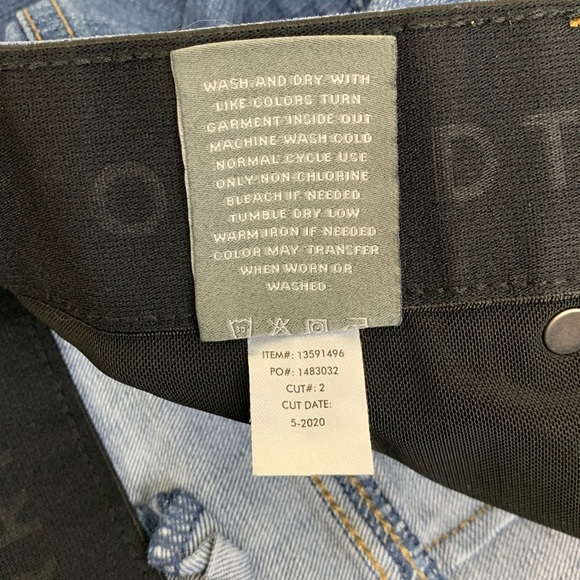 WASH AND DRY WITH
LIKE COLORS TURN
GARMENT INSIDE OUT
MACHINE WASH COLD
NORMAL CYCLE USE
ONLY NON-CHLORINE
BLEACH IF NEEDED
TUMBLE DRY LOW
WARM IRON IF NEEDED
COLOR MAY TRANSFER
WHEN WORN OR
WASHED.
ITEM#: 13591496
PO#: 1483032
CUT#: 2
CUT DATE:
5-2020